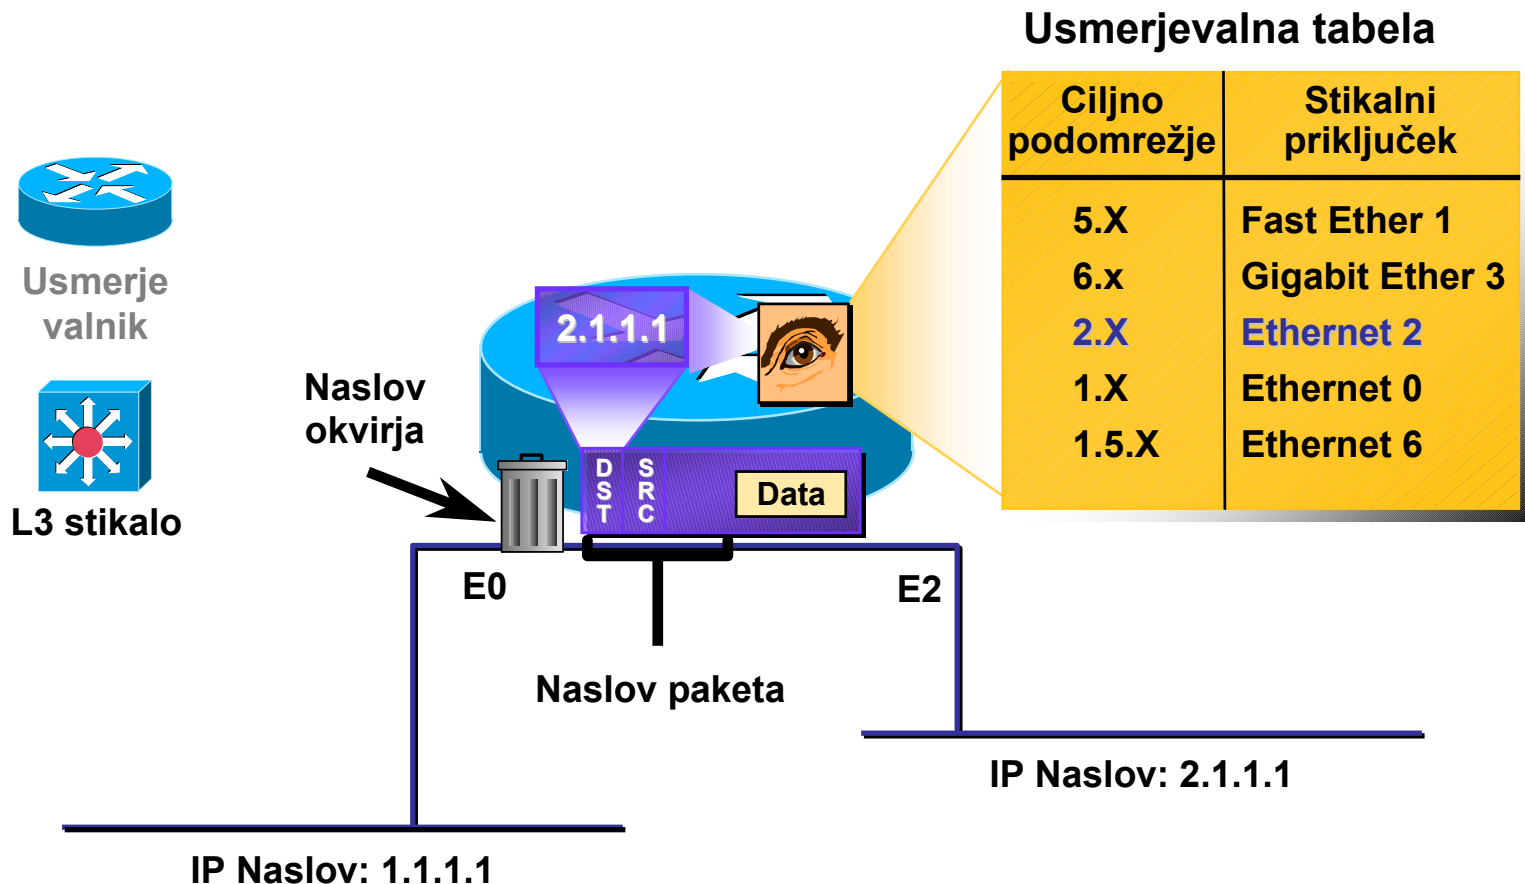 Usmerjevalna tabela
Ciljno podomrežje
Stikalni priključek
5.X Fast Ether 1
6.x Gigabit Ether 3
2.X Ethernet 2
1.X Ethernet 0
1.5.X Ethernet 6
Usmerje
valnik
L3 stikalo
2.1.1.1
Naslov
okvirja
DST
SRC
Data
E0
E2
Naslov paketa
IP Naslov: 2.1.1.1
IP Naslov: 1.1.1.1